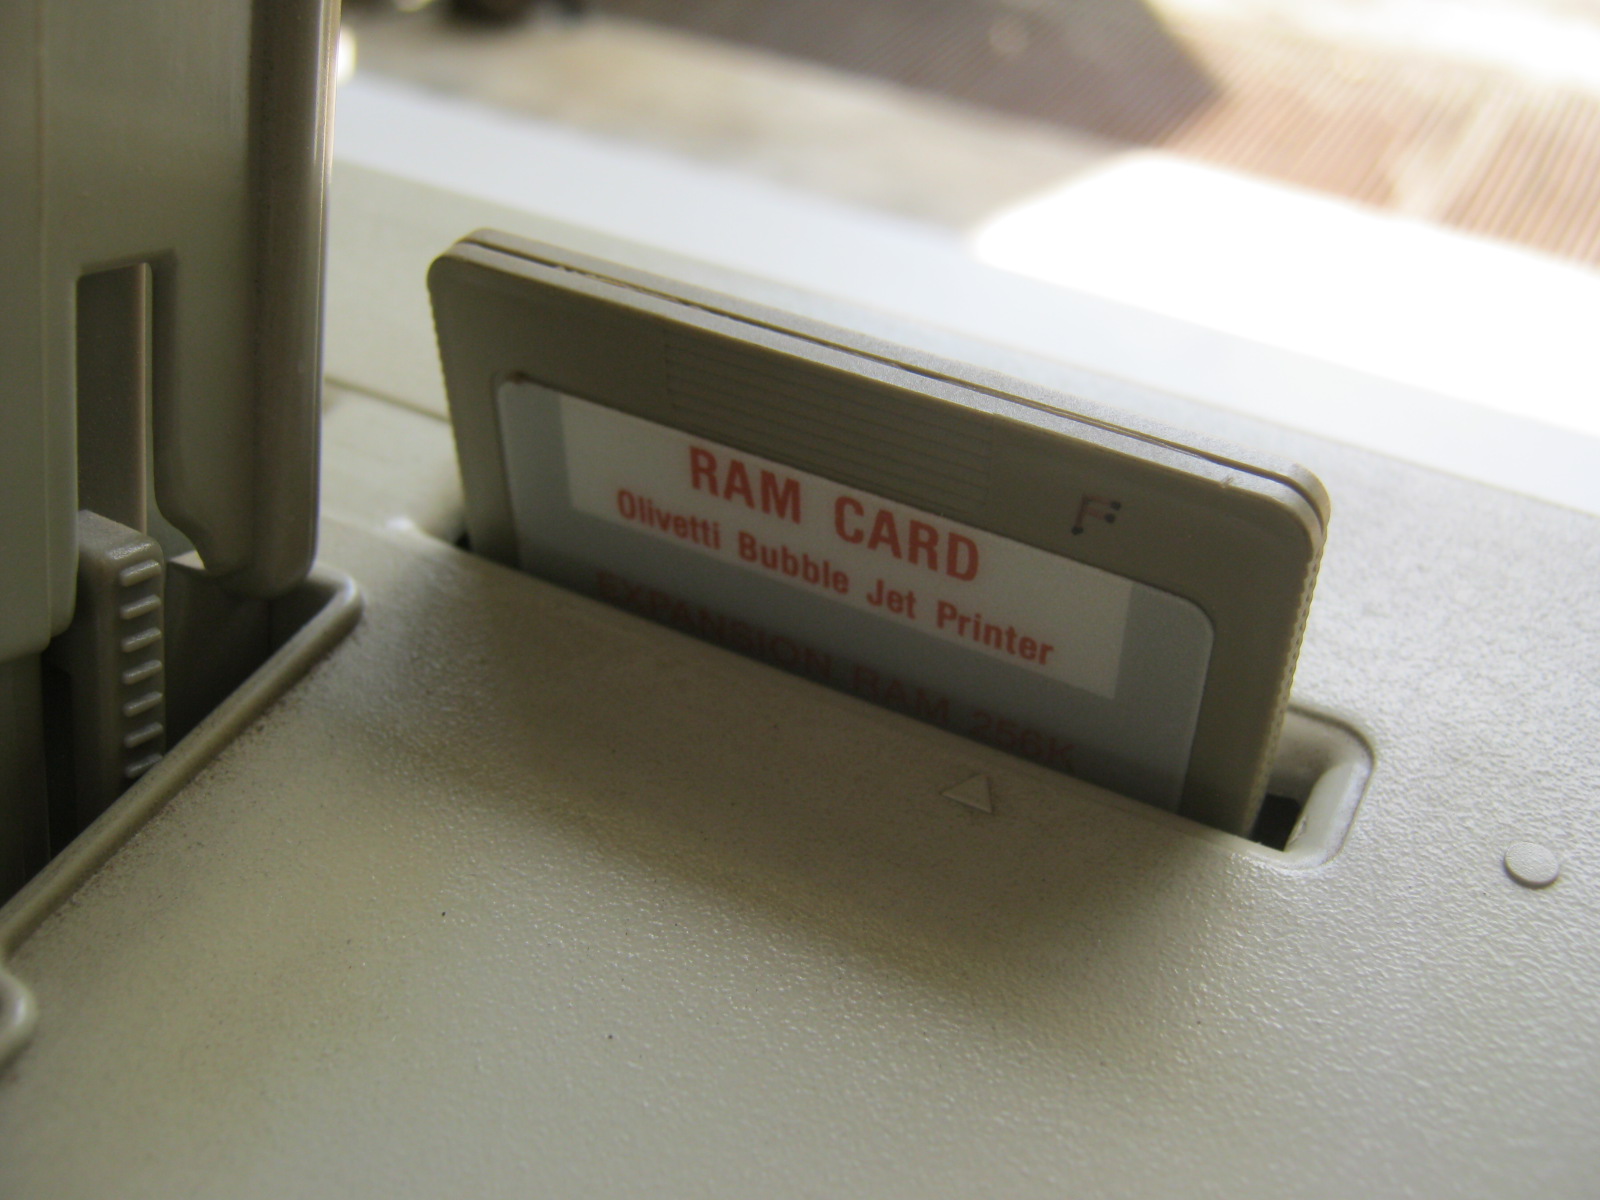 F
RAM CARD
Olivetti Bubble Jet Printer
EXPANSION RAM 256K